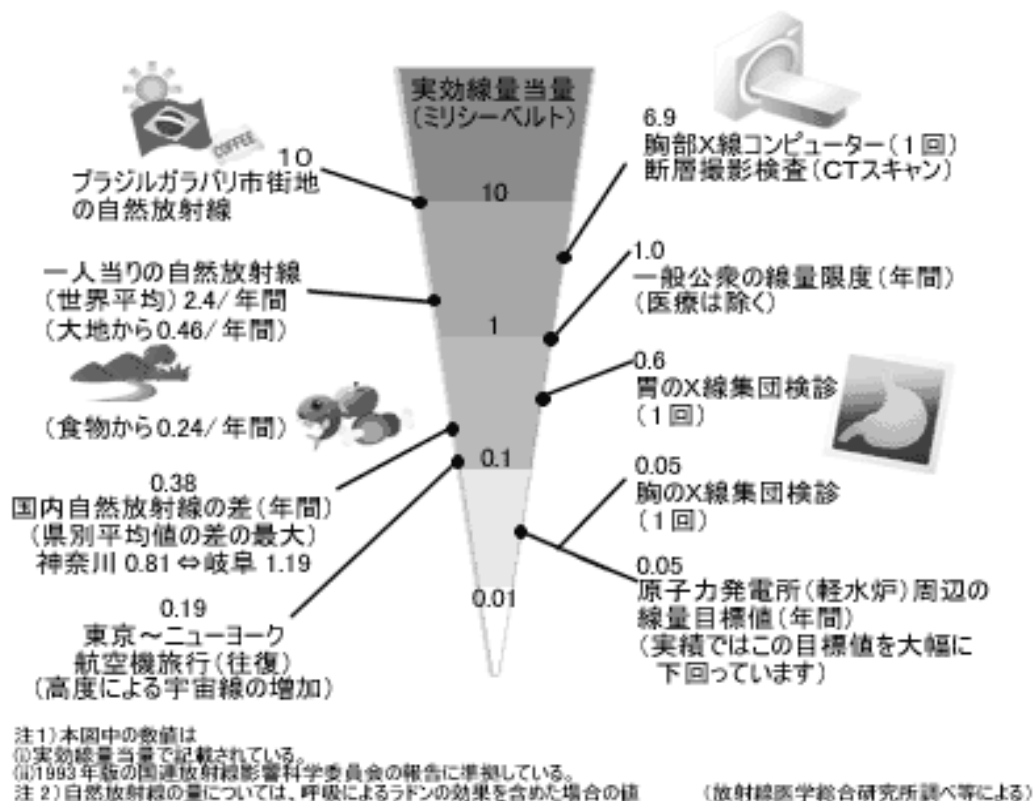 実効線量当量
(ミリシーベルト)
10
1
0.1
0.01
COFFEE
10
ブラジルガラバリ市街地
の自然放射線
一人当りの自然放射線
(世界平均) 2.4/年間
(大地から0.46/年間)
(食物から0.24/年間)
0.38
国内自然放射線の差(年間)
(県別平均値の差の最大)
神奈川 0.81⇔岐阜 1.19
0.19
東京~ニューヨーク
航空機旅行(往復)
(高度による宇宙線の増加)
6.9
胸部X線コンピューター(1回)
断層撮影検査(CTスキャン)
1.0
一般公衆の線量限度(年間)
(医療は除く)
0.6
胃のX線集団検診
(1回)
0.05
胸のX線集団検診
(1回)
0.05
原子力発電所(軽水炉)周辺の
線量目標値(年間)
(実績ではこの目標値を大幅に
下回っています)
注1)本図中の数値は
(i)実効線量当量で記載されている。
(ii)1993年版の国連放射線影響科学委員会の報告に準拠している。
注2)自然放射線の量については、呼吸によるラドンの効果を含めた場合の値 (放射線医学総合研究所調べ等による)